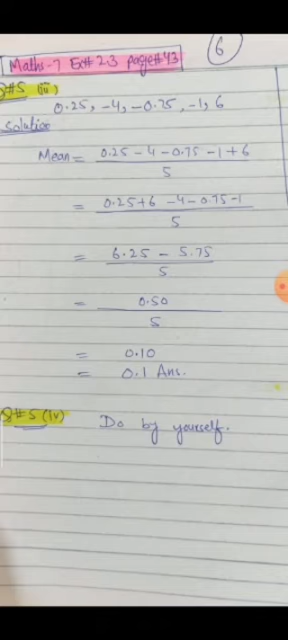 6
Maths-7 Ex# 2.3 page# 43
Q#5 (iii)
0.25, -4, -0.75, -1, 6
Solution
Mean = 0.25 - 4 - 0.75 - 1 + 6
5
= 0.25+6 -4-0.75-1
5
= 6.25 - 5.75
5
= 0.50
5
= 0.10
= 0.1 Ans.
Q#5 (iv) Do by yourself.